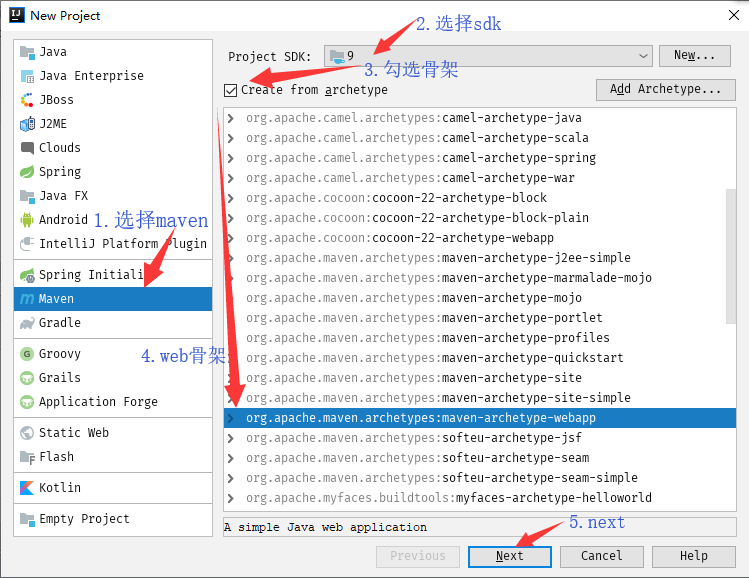 New Project
2.选择sdk
Java
Java Enterprise
JBoss
J2ME
Clouds
Spring
Java FX
Android
IntelliJ Platform Plugin
Maven
Gradle
Groovy
Grails
Application Forge
Static Web
Flash
Kotlin
Empty Project
1.选择maven
4.web骨架
Project SDK: 9 New...
3.勾选骨架
Create from archetype Add Archetype...
org.apache.camel.archetypes:camel-archetype-java
org.apache.camel.archetypes:camel-archetype-scala
org.apache.camel.archetypes:camel-archetype-spring
org.apache.camel.archetypes:camel-archetype-war
org.apache.cocoon:cocoon-22-archetype-block
org.apache.cocoon:cocoon-22-archetype-block-plain
org.apache.cocoon:cocoon-22-archetype-webapp
org.apache.maven.archetypes:maven-archetype-j2ee-simple
org.apache.maven.archetypes:maven-archetype-marmalade-mojo
org.apache.maven.archetypes:maven-archetype-mojo
org.apache.maven.archetypes:maven-archetype-portlet
org.apache.maven.archetypes:maven-archetype-profiles
org.apache.maven.archetypes:maven-archetype-quickstart
org.apache.maven.archetypes:maven-archetype-site
org.apache.maven.archetypes:maven-archetype-site-simple
org.apache.maven.archetypes:maven-archetype-webapp
org.apache.maven.archetypes:softeu-archetype-jsf
org.apache.maven.archetypes:softeu-archetype-seam
org.apache.maven.archetypes:softeu-archetype-seam-simple
org.apache.myfaces.buildtools:myfaces-archetype-helloworld
A simple Java web application
5.next
Previous Next Cancel Help